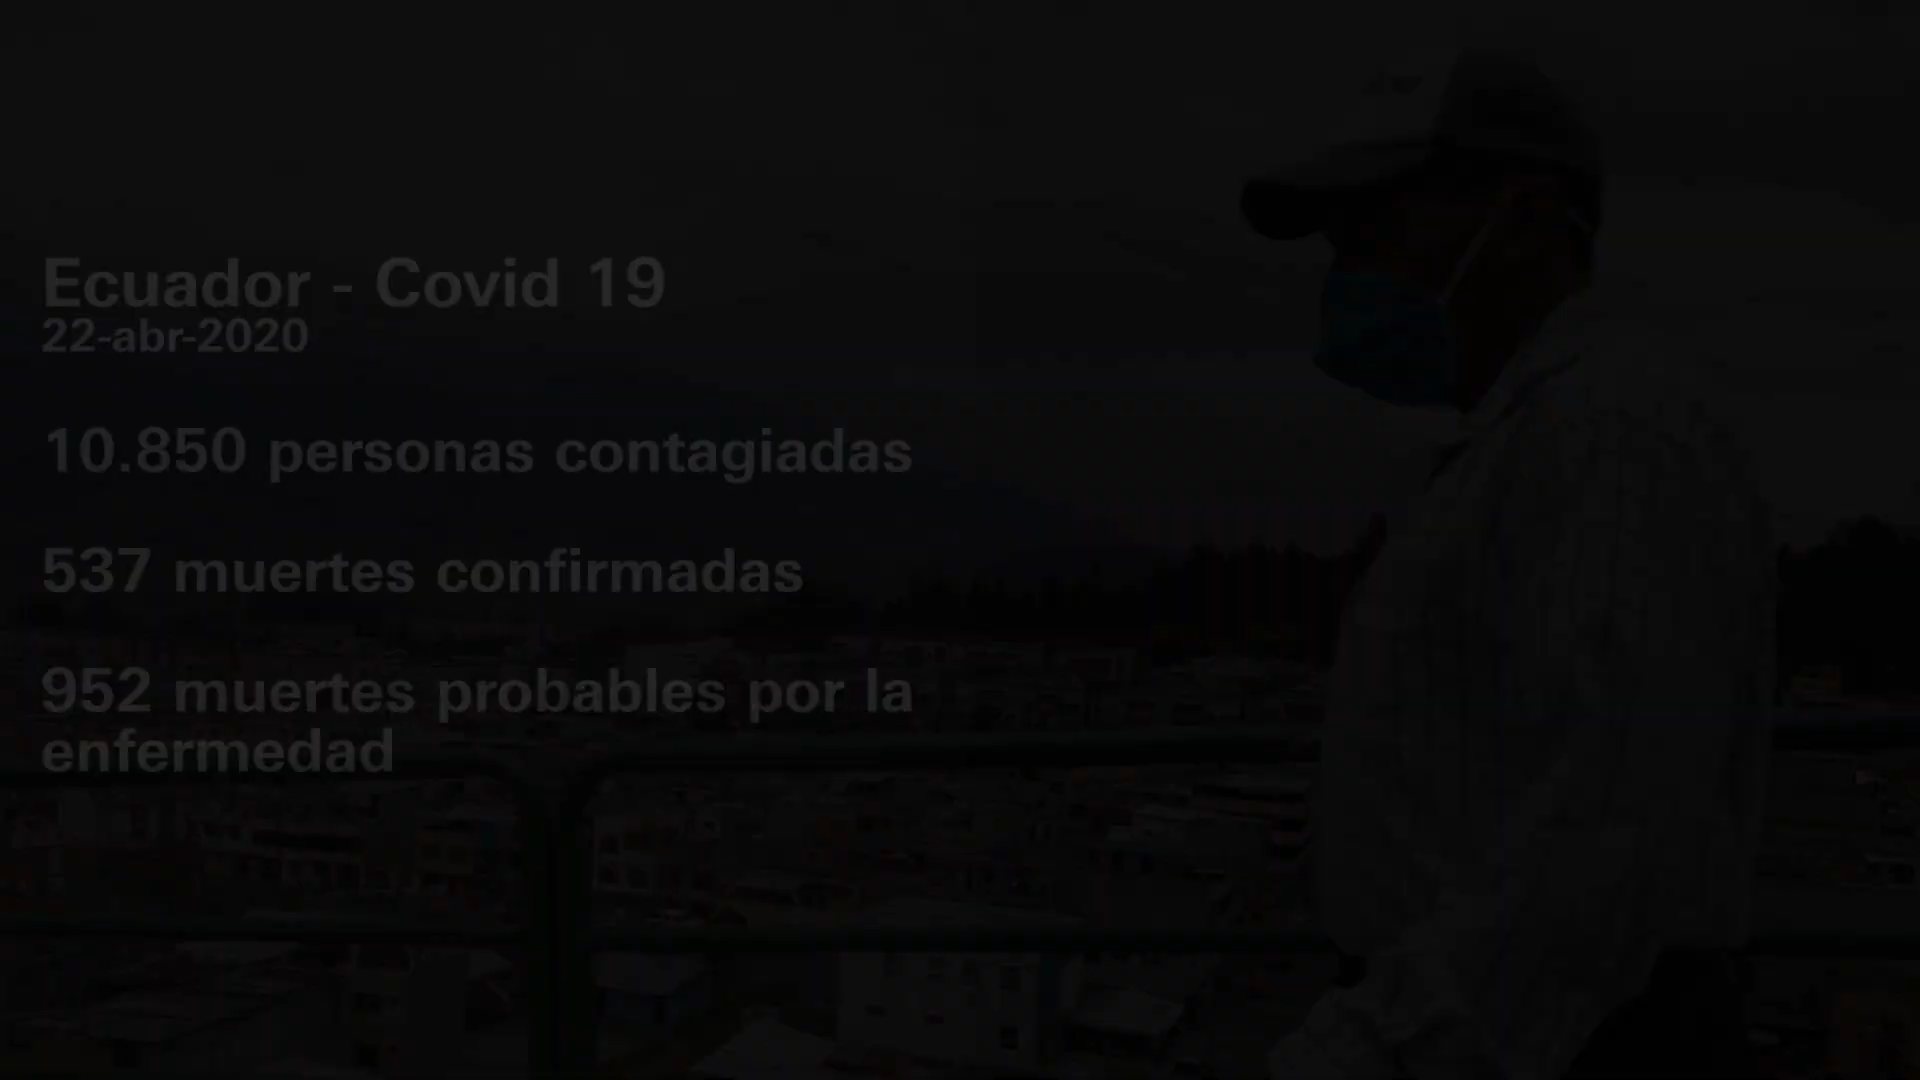 Ecuador - Covid 19
22-abr-2020
10.850 personas contagiadas
537 muertes confirmadas
952 muertes probables por la
enfermedad